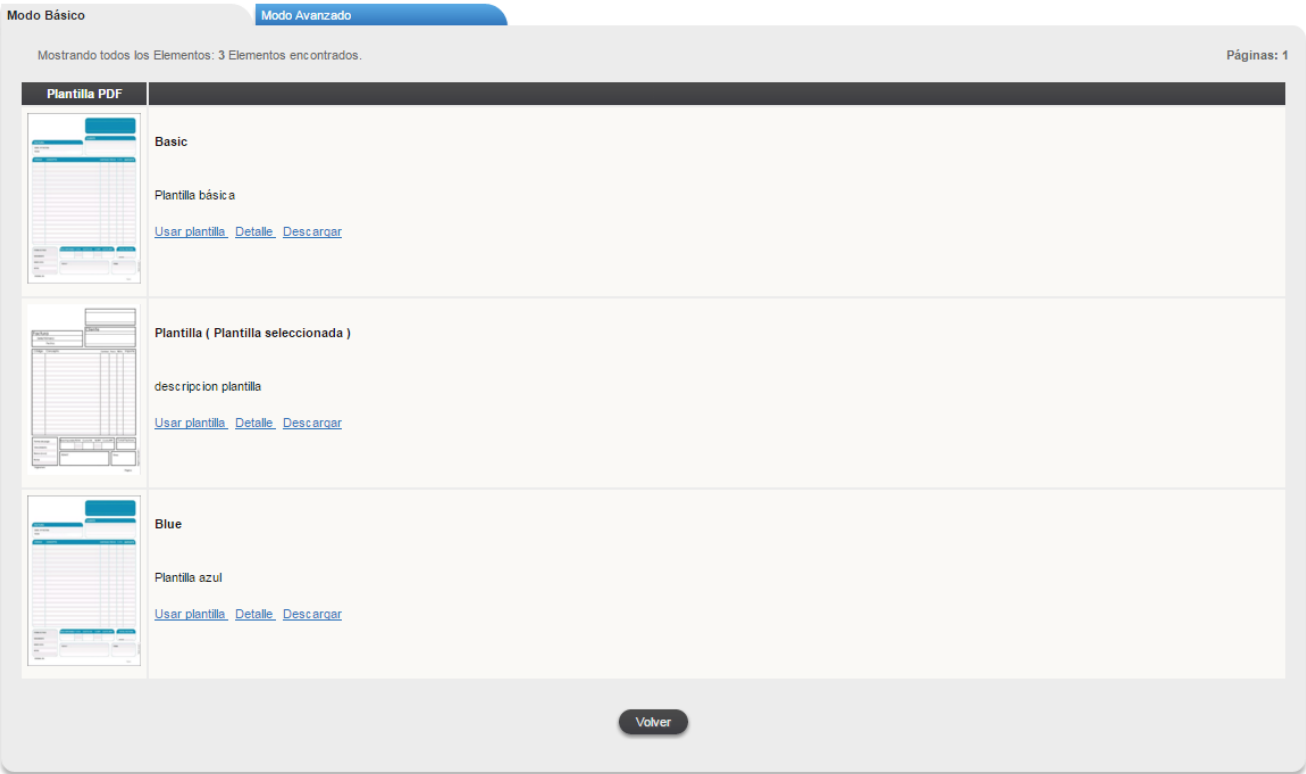 Modo Básico
Modo Avanzado
Mostrando todos los Elementos: 3 Elementos encontrados.
Páginas: 1
Plantilla PDF
Basic
Plantilla básica
Usar plantilla Detalle Descargar
Plantilla ( Plantilla seleccionada )
descripcion plantilla
Usar plantilla Detalle Descargar
Blue
Plantilla azul
Usar plantilla Detalle Descargar
Volver